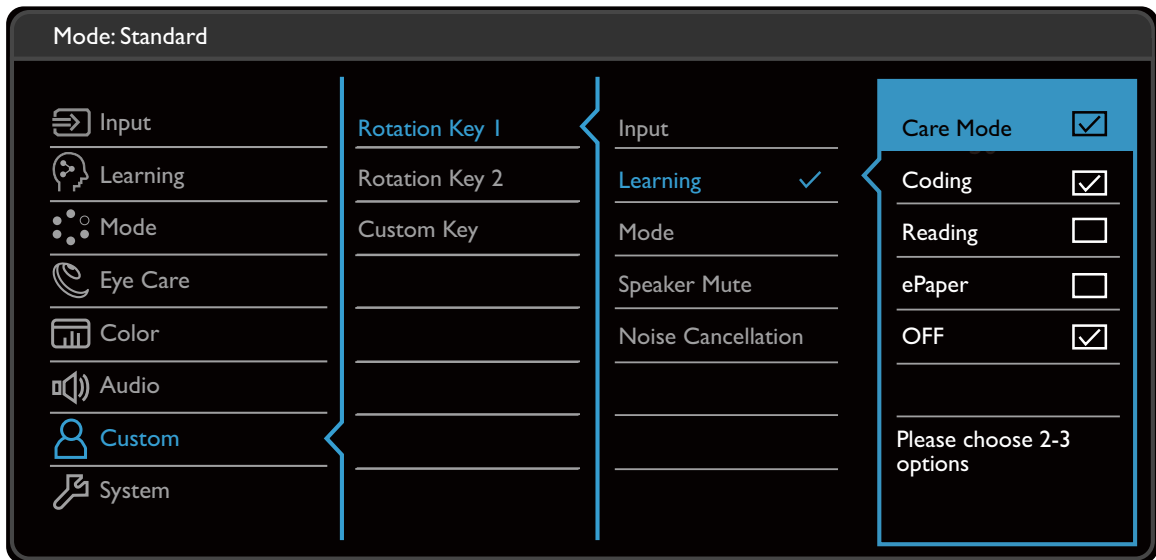 Mode: Standard
Input
Learning
Mode
Eye Care
Color
Audio
Custom
System
Rotation Key 1
Rotation Key 2
Custom Key
Input
Learning
Mode
Speaker Mute
Noise Cancellation
Care Mode
Coding
Reading
ePaper
OFF
Please choose 2-3
options